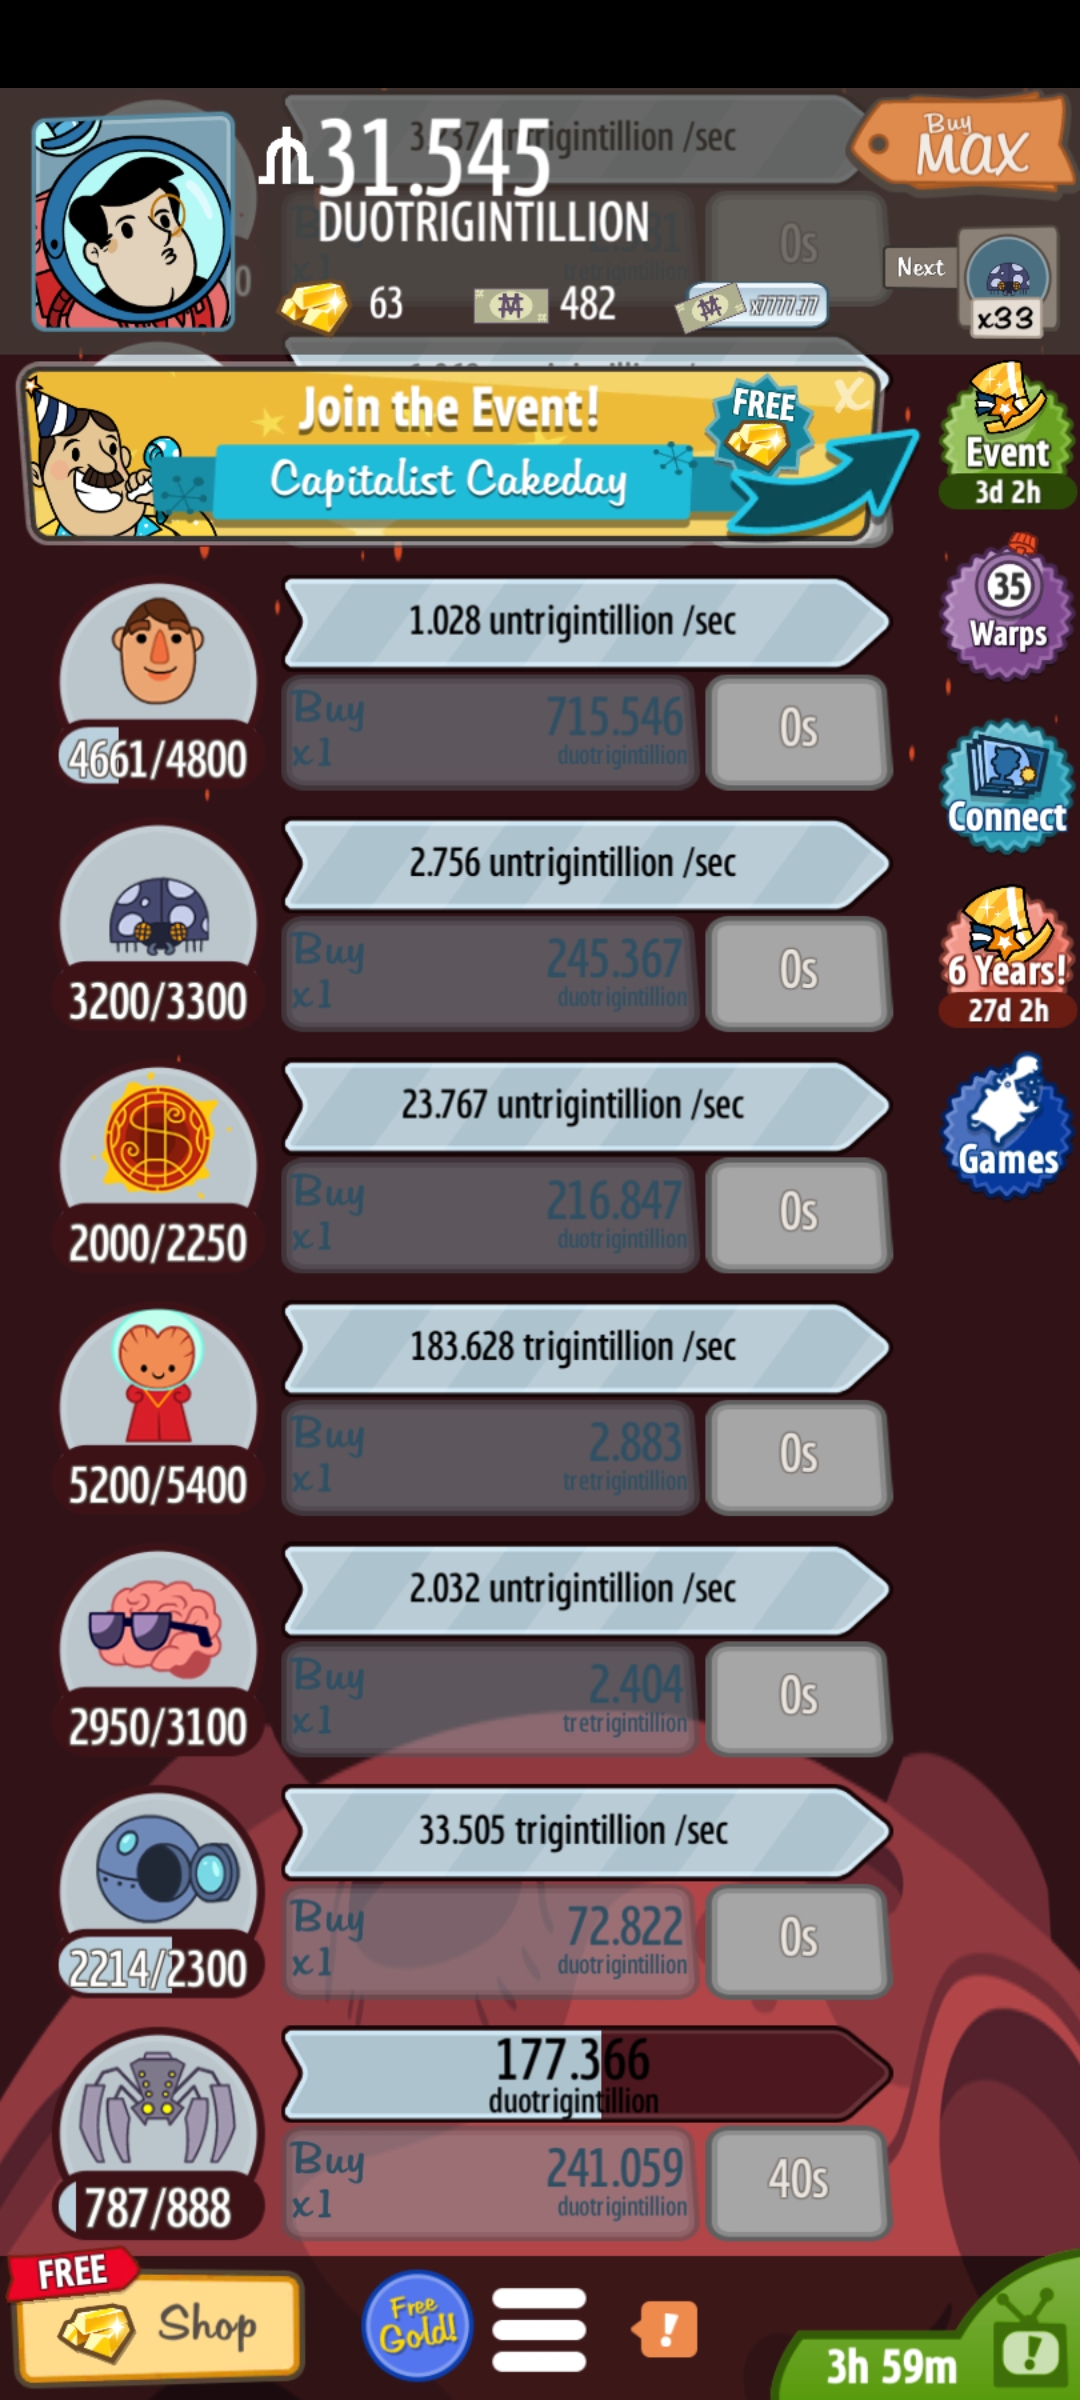 31.545
DUOTRIGINTILLION
Buy
MAX
63
482
x7777.77
Next
x33
0s
Join the Event!
FREE
Capitalist Cakeday
X
Event
3d 2h
1.028 untrigintillion /sec
4661/4800
Buy
x1
715.546
duotrigintillion
0s
35
Warps
Connect
2.756 untrigintillion /sec
3200/3300
Buy
x1
245.367
duotrigintillion
0s
6 Years!
27d 2h
23.767 untrigintillion /sec
2000/2250
Buy
x1
216.847
duotrigintillion
0s
Games
183.628 trigintillion /sec
5200/5400
Buy
x1
2.883
tretrigintillion
0s
2.032 untrigintillion /sec
2950/3100
Buy
x1
2.404
tretrigintillion
0s
33.505 trigintillion /sec
2214/2300
Buy
x1
72.822
duotrigintillion
0s
177.366
duotrigintillion
787/888
Buy
x1
241.059
duotrigintillion
40s
FREE
Shop
Free
Gold!
!
3h 59m
!